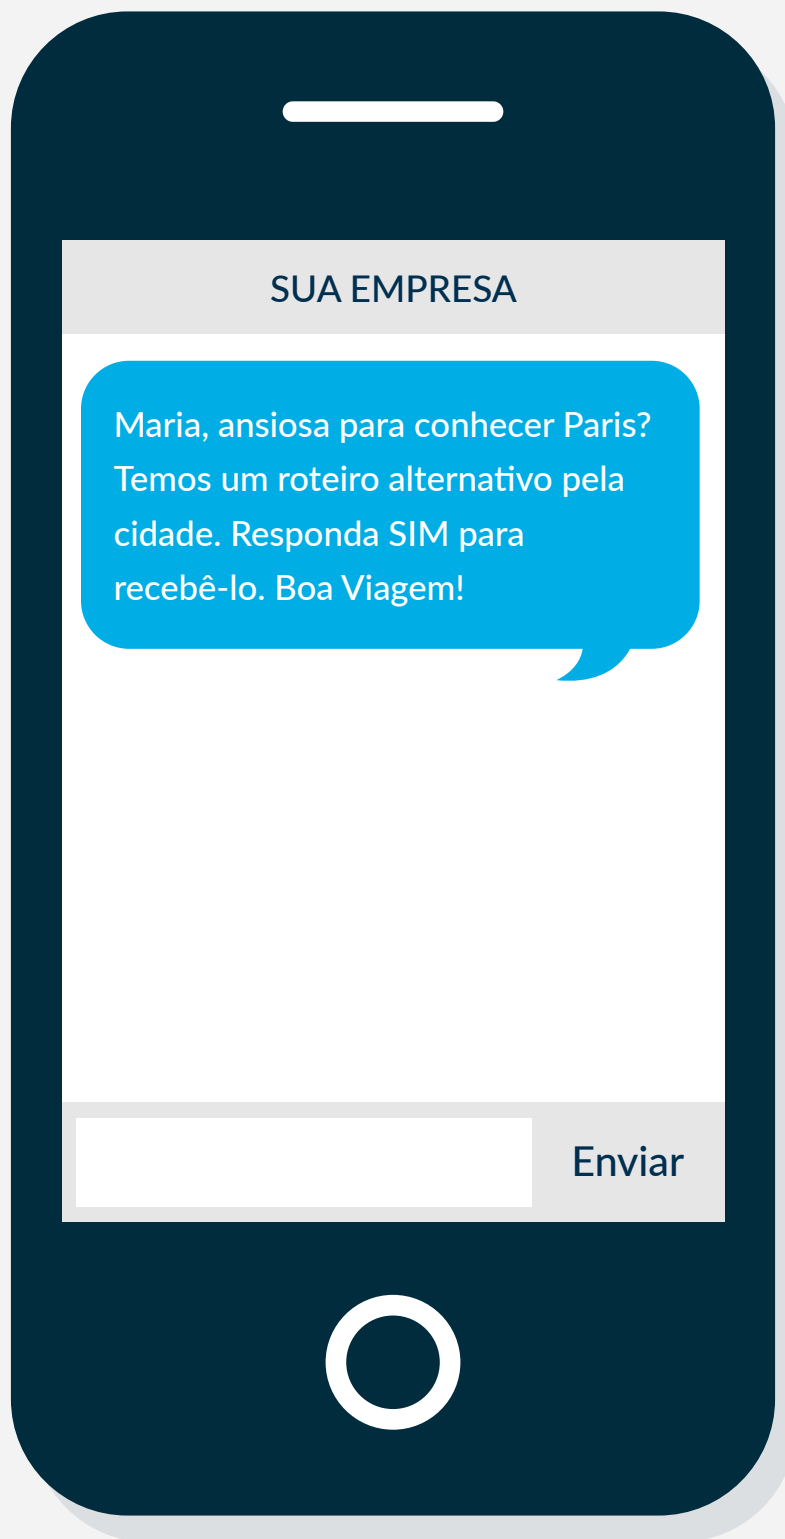 SUA EMPRESA
Maria, ansiosa para conhecer Paris?
Temos um roteiro alternativo pela
cidade. Responda SIM para
recebê-lo. Boa Viagem!
Enviar